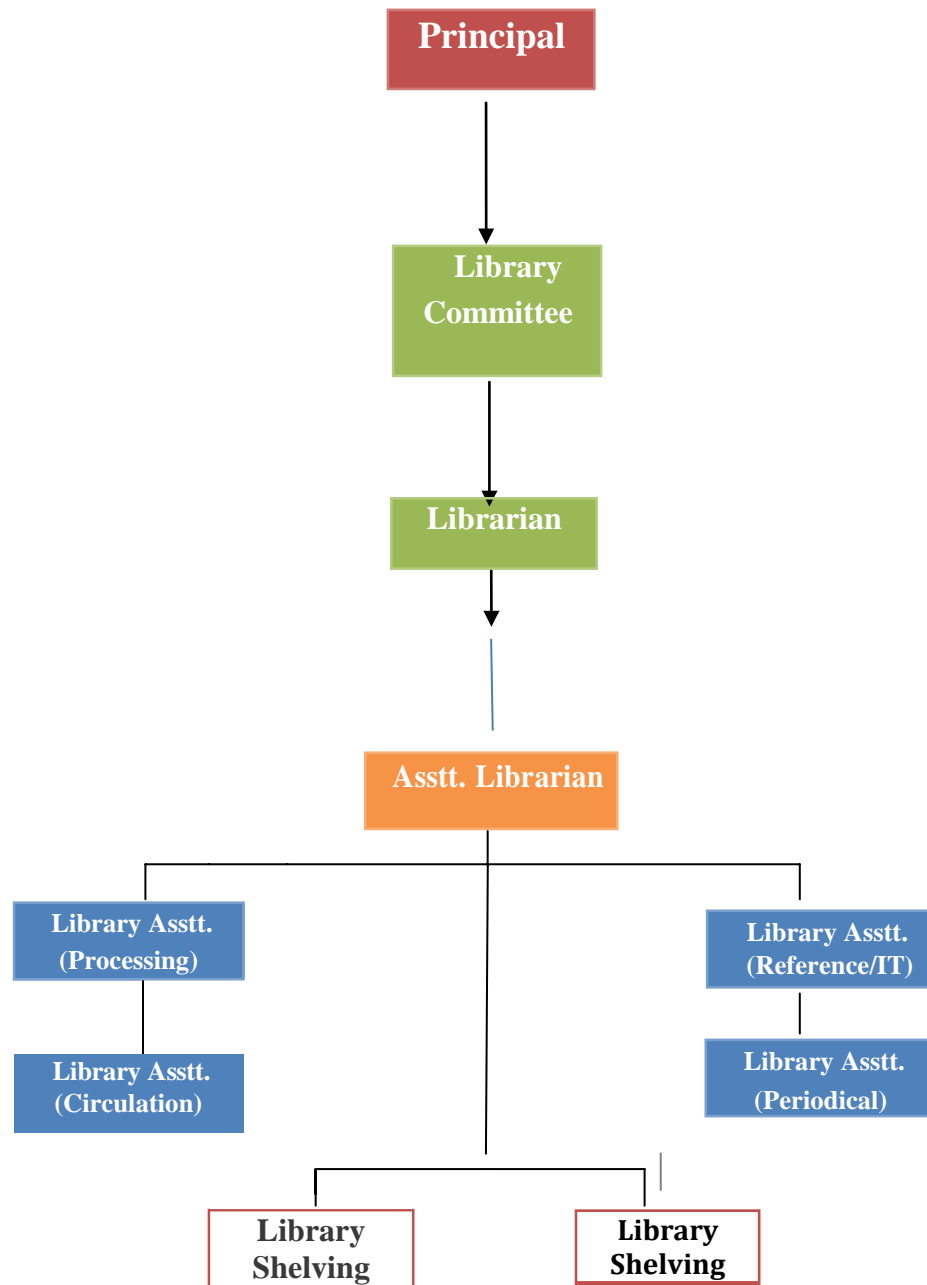 Principal
Library
Committee
Librarian
Asstt. Librarian
Library Asstt.
(Processing)
Library Asstt.
(Reference/IT)
Library Asstt.
(Circulation)
Library Asstt.
(Periodical)
Library
Shelving
Library
Shelving